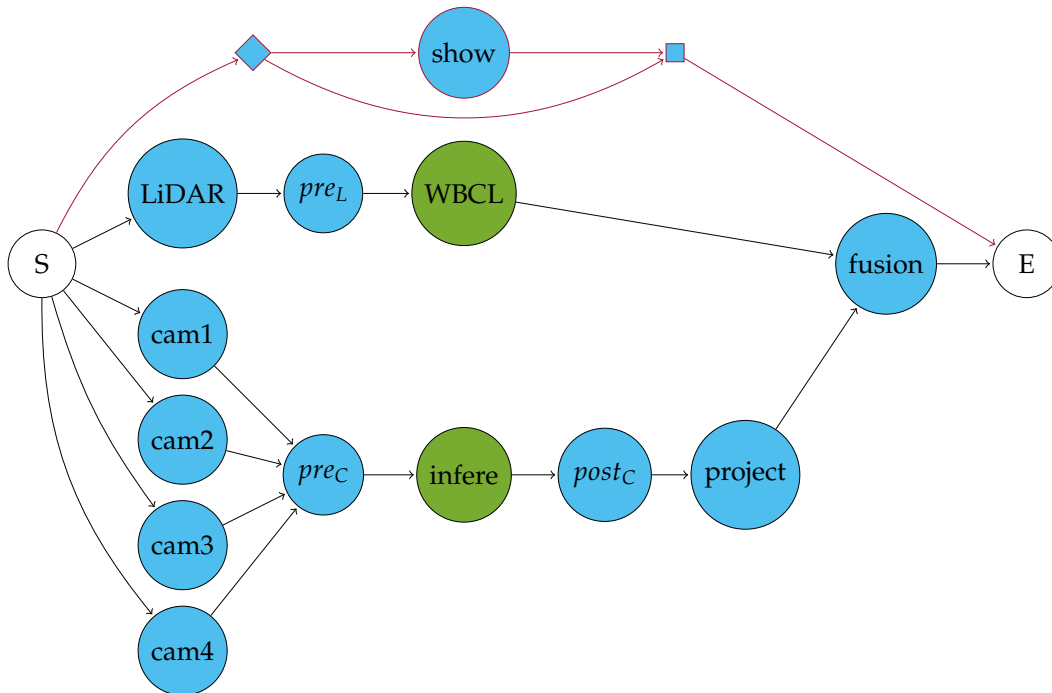 show
LiDAR
pre_L
WBCL
S
fusion
E
cam1
cam2
pre_C
infere
post_C
project
cam3
cam4